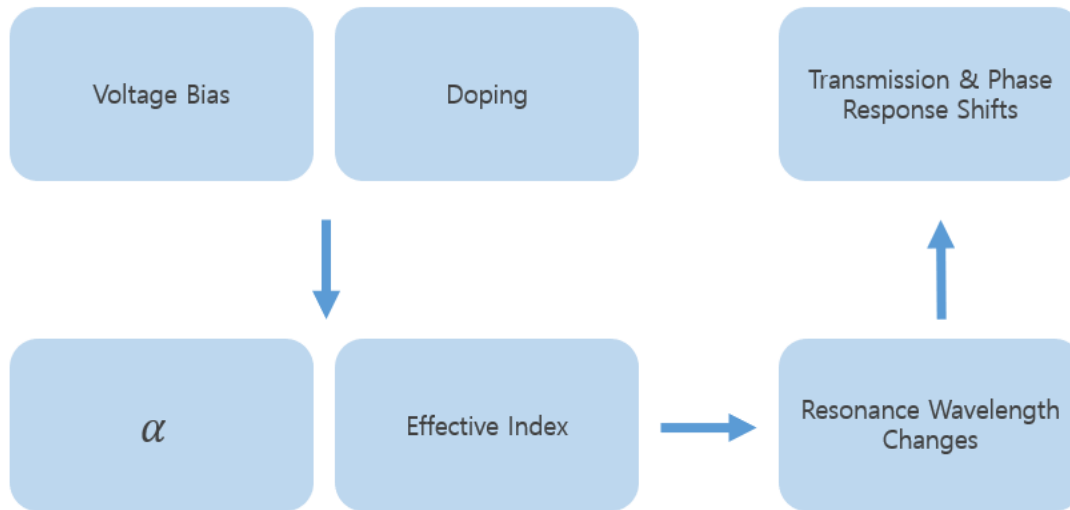 Voltage Bias
Doping
Transmission & Phase
Response Shifts
α
Effective Index
Resonance Wavelength
Changes